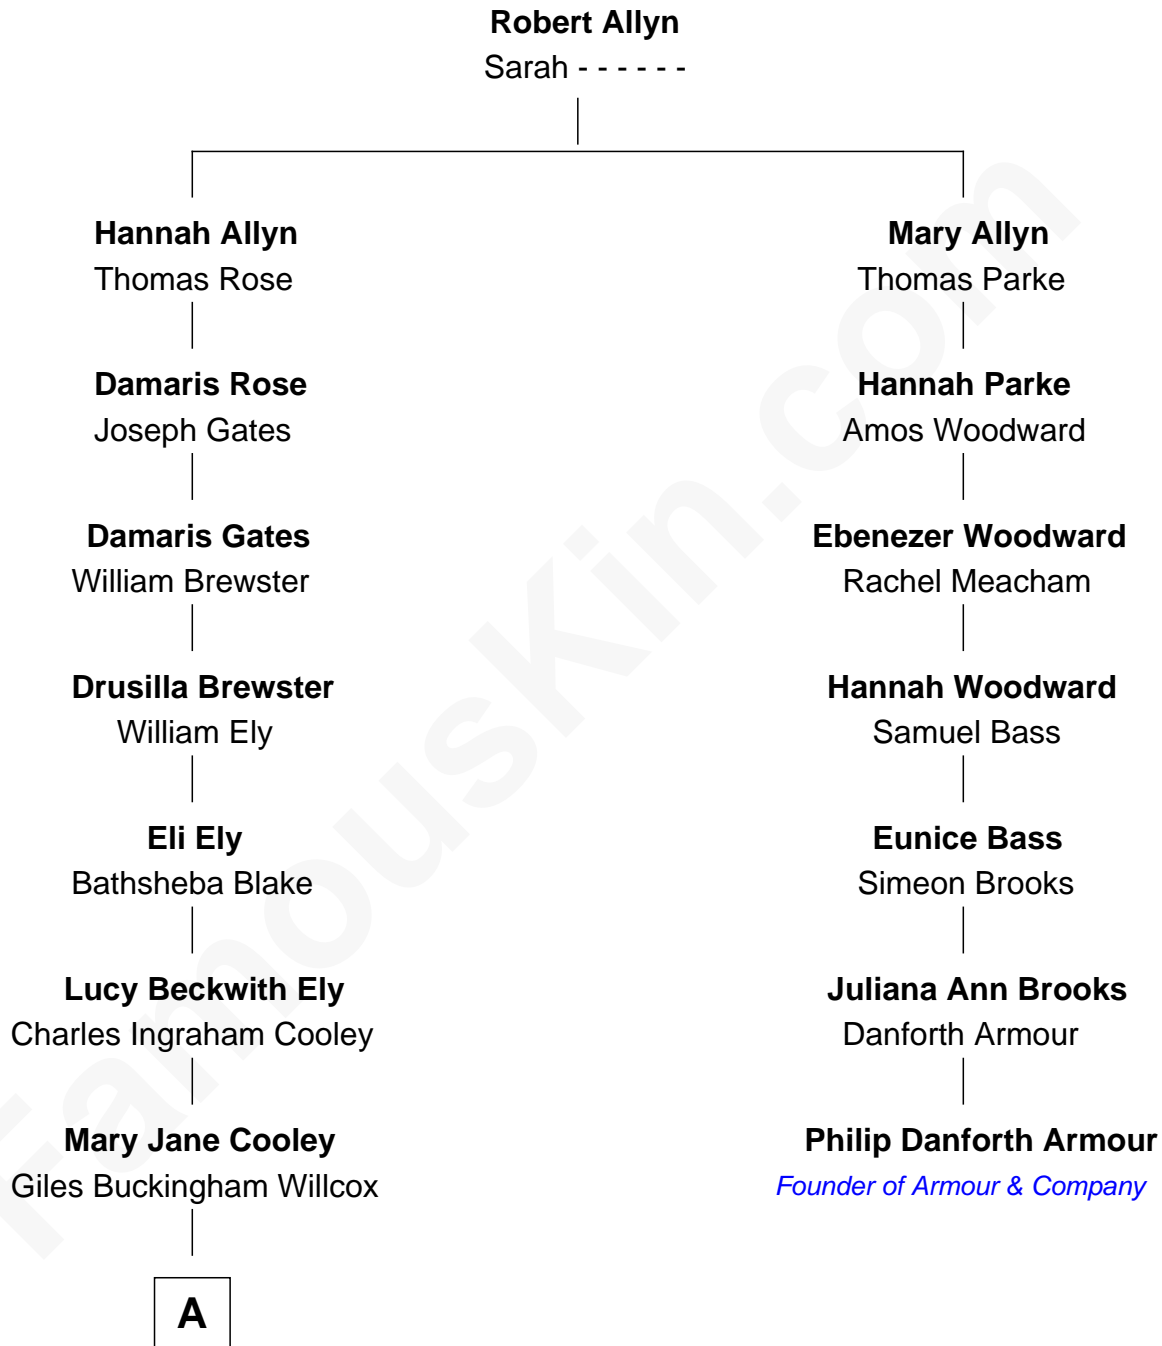 Robert Allyn
Sarah - - - - - -
Hannah Allyn
Thomas Rose
Mary Allyn
Thomas Parke
Damaris Rose
Joseph Gates
Hannah Parke
Amos Woodward
Damaris Gates
William Brewster
Ebenezer Woodward
Rachel Meacham
Drusilla Brewster
William Ely
Hannah Woodward
Samuel Bass
Eli Ely
Bathsheba Blake
Eunice Bass
Simeon Brooks
Lucy Beckwith Ely
Charles Ingraham Cooley
Juliana Ann Brooks
Danforth Armour
Mary Jane Cooley
Giles Buckingham Willcox
Philip Danforth Armour
Founder of Armour & Company
A
FamousKin.com